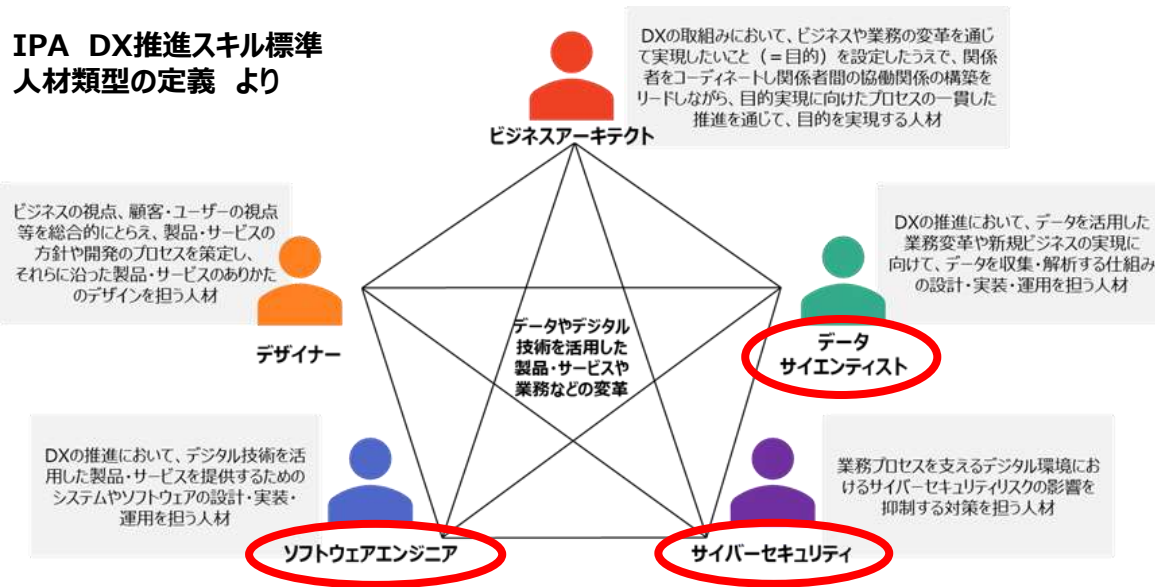 IPA DX推進スキル標準
人材類型の定義 より
DXの取組みにおいて、ビジネスや業務の変革を通じ
て実現したいこと（＝目的）を設定したうえで、関係
者をコーディネートし関係者間の協働関係の構築を
リードしながら、目的実現に向けたプロセスの一貫した
推進を通じて、目的を実現する人材
ビジネスアーキテクト
ビジネスの視点、顧客・ユーザーの視点
等を総合的にとらえ、製品・サービスの
方針や開発のプロセスを策定し、
それらに沿った製品・サービスのありかた
のデザインを担う人材
デザイナー
DXの推進において、データを活用した
業務変革や新規ビジネスの実現に
向けて、データを収集・解析する仕組み
の設計・実装・運用を担う人材
データ
サイエンティスト
データやデジタル
技術を活用した
製品・サービスや
業務などの変革
DXの推進において、デジタル技術を活
用した製品・サービスを提供するための
システムやソフトウェアの設計・実装・
運用を担う人材
ソフトウェアエンジニア
業務プロセスを支えるデジタル環境にお
けるサイバーセキュリティリスクの影響を
抑制する対策を担う人材
サイバーセキュリティ